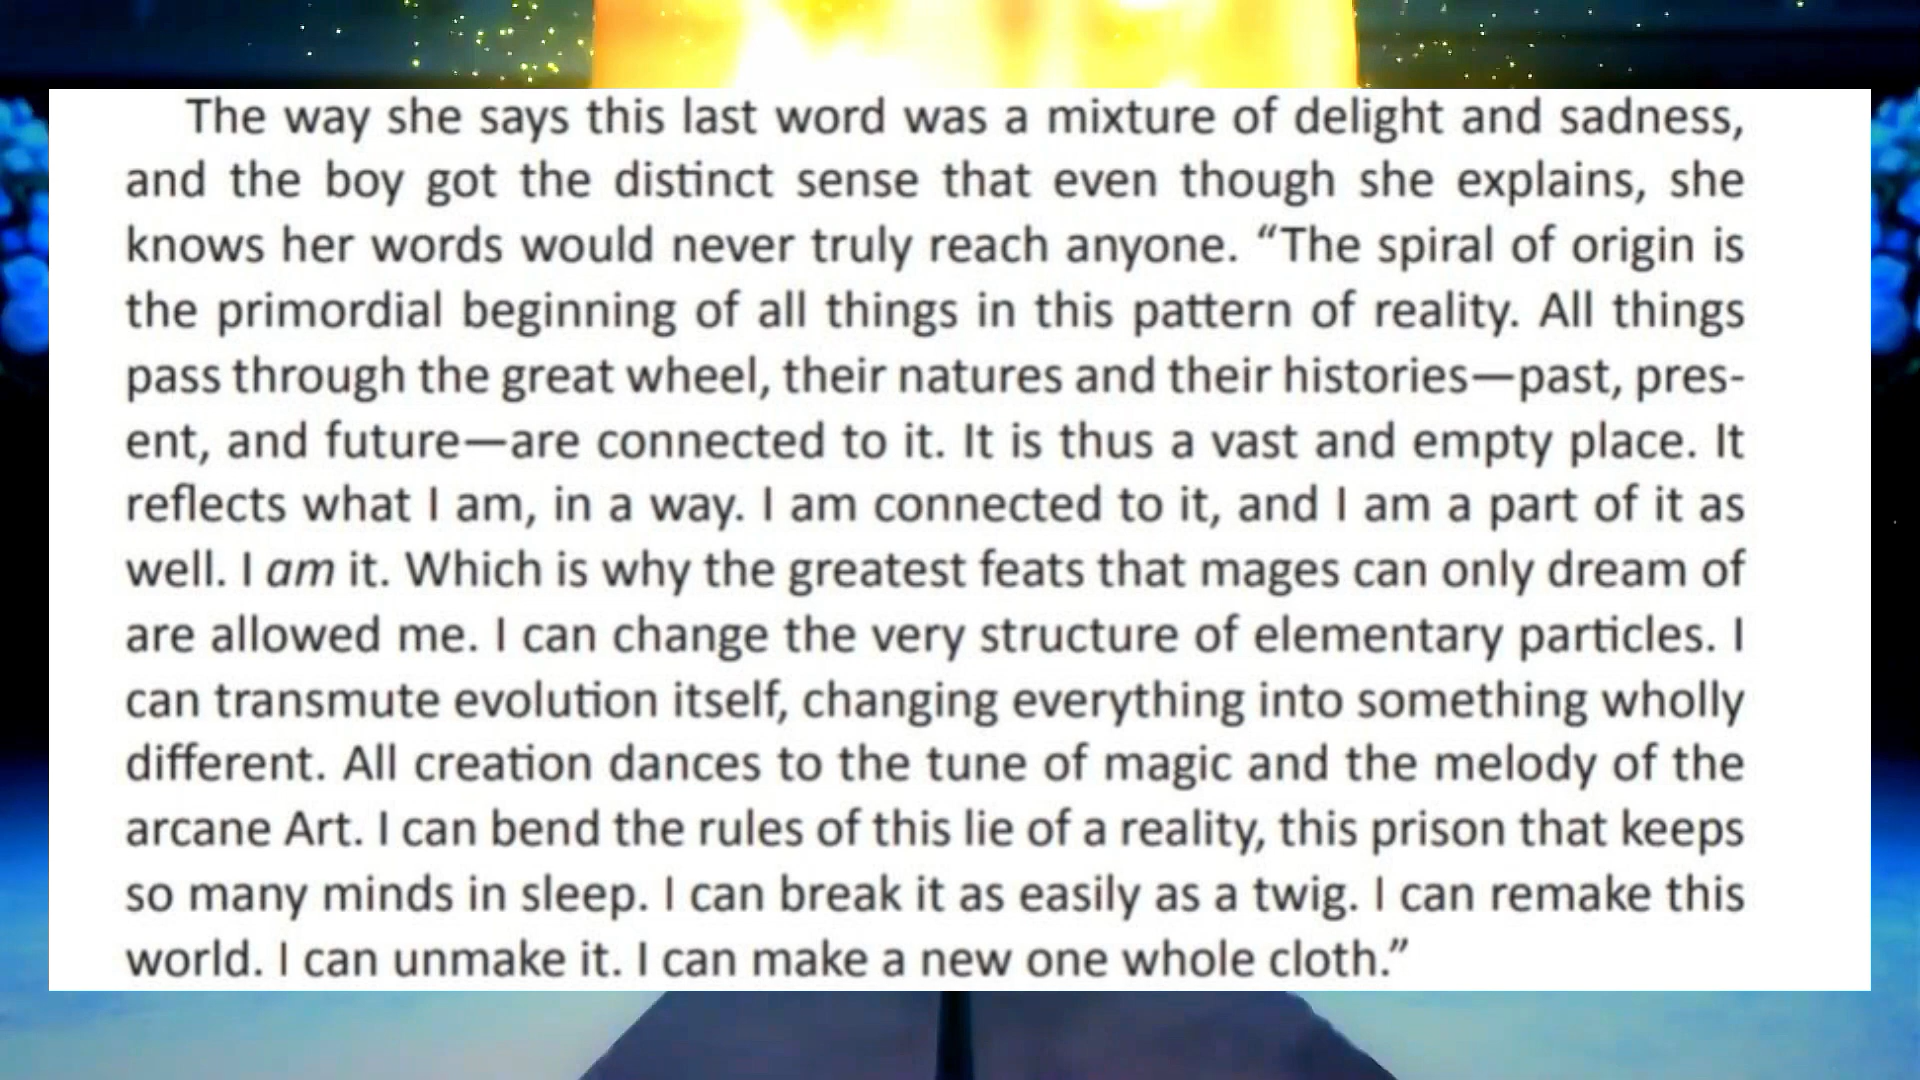 The way she says this last word was a mixture of delight and sadness,
and the boy got the distinct sense that even though she explains, she
knows her words would never truly reach anyone. “The spiral of origin is
the primordial beginning of all things in this pattern of reality. All things
pass through the great wheel, their natures and their histories—past, pres-
ent, and future—are connected to it. It is thus a vast and empty place. It
reflects what I am, in a way. I am connected to it, and I am a part of it as
well. I am it. Which is why the greatest feats that mages can only dream of
are allowed me. I can change the very structure of elementary particles. I
can transmute evolution itself, changing everything into something wholly
different. All creation dances to the tune of magic and the melody of the
arcane Art. I can bend the rules of this lie of a reality, this prison that keeps
so many minds in sleep. I can break it as easily as a twig. I can remake this
world. I can unmake it. I can make a new one whole cloth.”